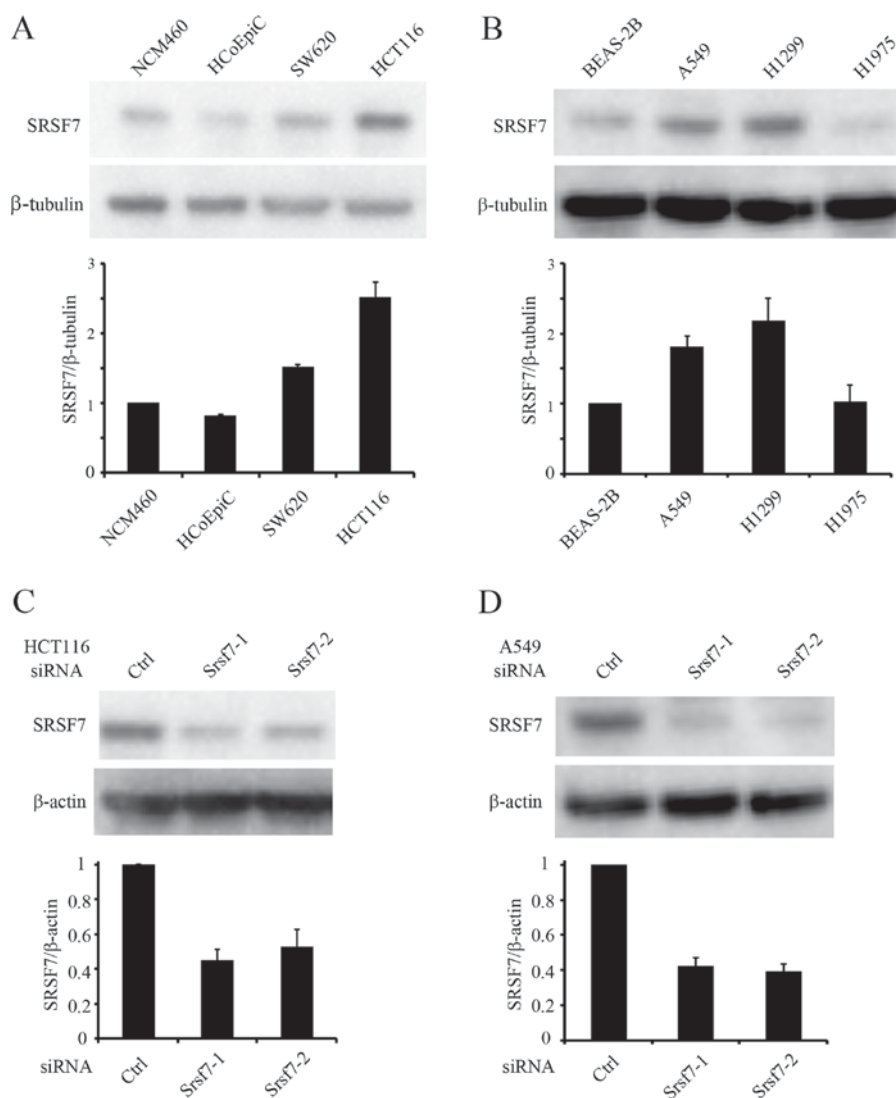 A
NCM460 HCoEpiC SW620 HCT116
SRSF7
β-tubulin
SRSF7/β-tubulin
3
2
1
0
NCM460 HCoEpiC SW620 HCT116
B
BEAS-2B A549 H1299 H1975
SRSF7
β-tubulin
SRSF7/β-tubulin
3
2
1
0
BEAS-2B A549 H1299 H1975
C
HCT116
siRNA Ctrl Srsf7-1 Srsf7-2
SRSF7
β-actin
SRSF7/β-actin
1
0.8
0.6
0.4
0.2
0
siRNA Ctrl Srsf7-1 Srsf7-2
D
A549
siRNA Ctrl Srsf7-1 Srsf7-2
SRSF7
β-actin
SRSF7/β-actin
1
0.8
0.6
0.4
0.2
0
siRNA Ctrl Srsf7-1 Srsf7-2